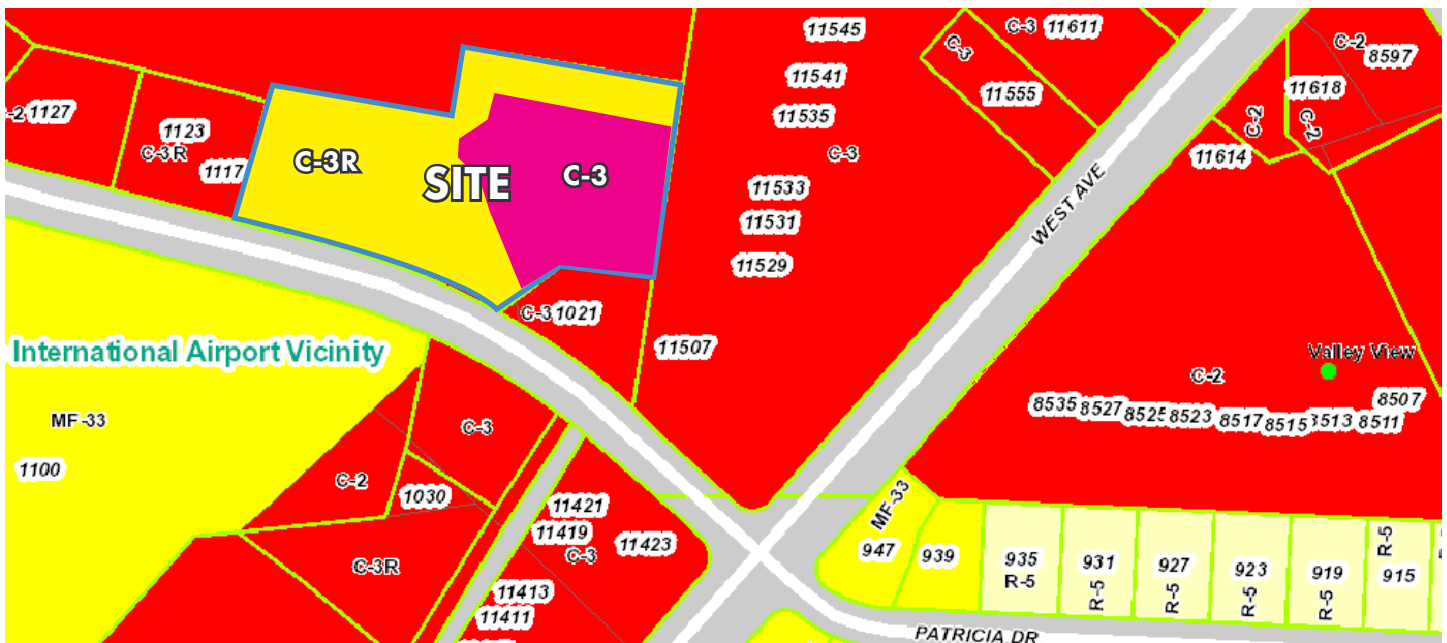 11545
C-3 11611
C-2
8597
C-3
11541
11555
11618
11535
-2 1127
1123
C-3R
1117
C-3R
SITE
C-3
C-3
C-2
C-2
11614
11533
11531
11529
WEST AVE
C-3 1021
11507
International Airport Vicinity
Valley View
C-2
8535 8527 8525 8523 8517 8515 8511
8507
MF-33
1100
C-3
C-2
1030
11421
11419
C-3
11423
C-3R
11413
11411
MF-33
947
939
935
R-5
931
R-5
927
R-5
923
R-5
919
R-5
R-5
915
PATRICIA DR